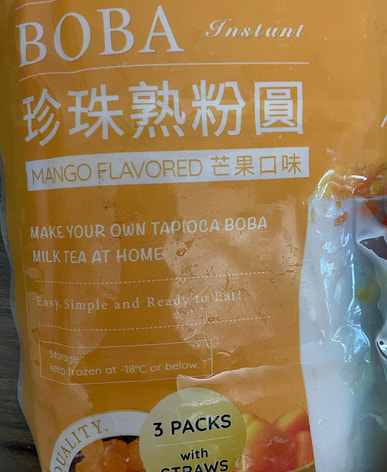 BOBA Instant
珍珠熟粉圓
MANGO FLAVORED 芒果口味
MAKE YOUR OWN TAPIOCA BOBA
MILK TEA AT HOME
Easy, Simple and Ready to Eat!
Storage:
Keep frozen at -18°C or below.
QUALITY.
3 PACKS
with
STRAWS